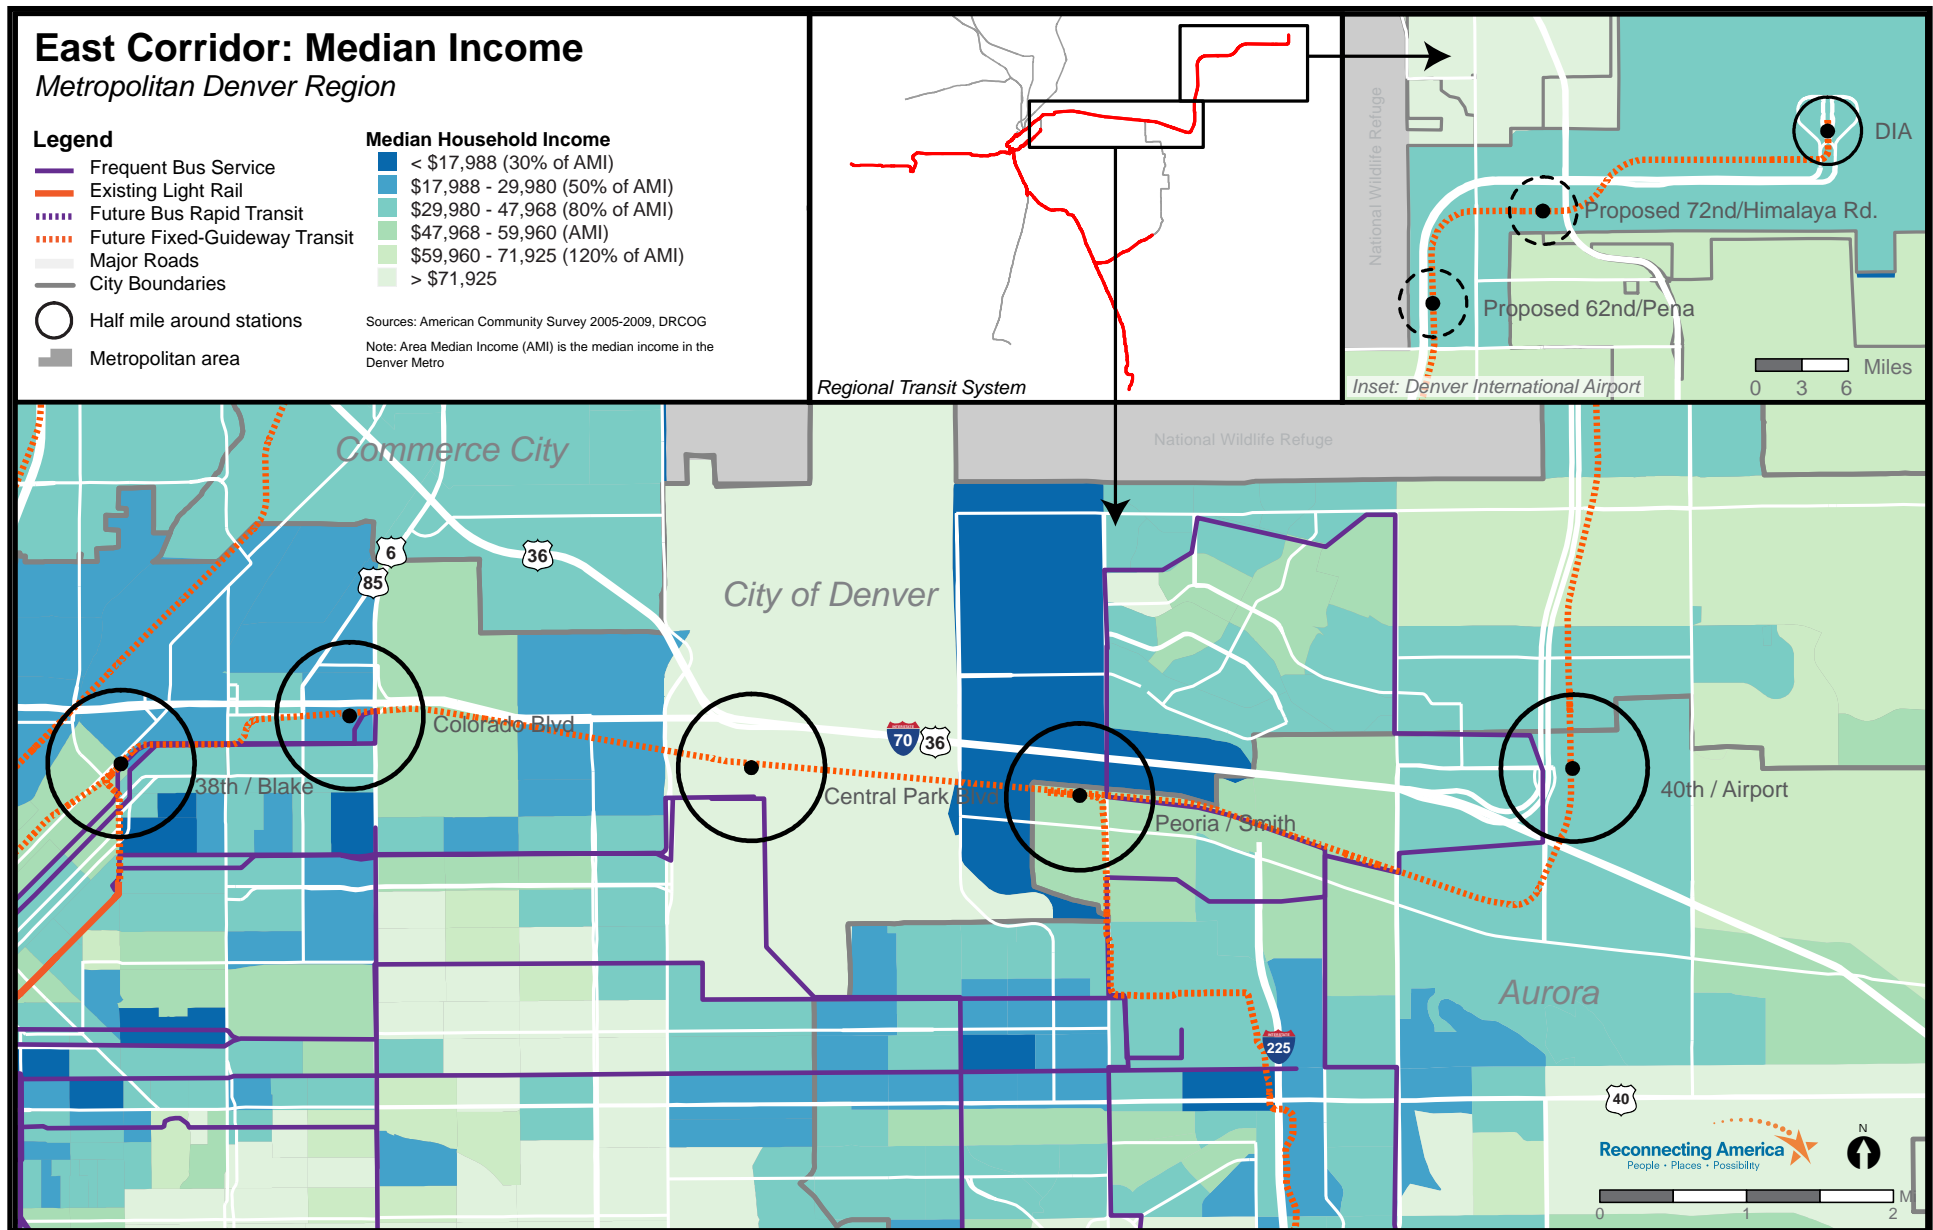 East Corridor: Median Income
Metropolitan Denver Region
Legend
Frequent Bus Service
Existing Light Rail
Future Bus Rapid Transit
Future Fixed-Guideway Transit
Major Roads
City Boundaries
Half mile around stations
Metropolitan area
Median Household Income
< $17,988 (30% of AMI)
$17,988 - 29,980 (50% of AMI)
$29,980 - 47,968 (80% of AMI)
$47,968 - 59,960 (AMI)
$59,960 - 71,925 (120% of AMI)
> $71,925
Sources: American Community Survey 2005-2009, DRCOG
Note: Area Median Income (AMI) is the median income in the
Denver Metro
Regional Transit System
National Wildlife Refuge
DIA
Proposed 72nd/Himalaya Rd.
Proposed 62nd/Pena
Miles
0 3 6
Inset: Denver International Airport
Commerce City
National Wildlife Refuge
6
36
85
City of Denver
Colorado Blvd
70
36
38th / Blake
Central Park Blvd
Peoria / Smith
40th / Airport
Aurora
INTERSTATE
225
40
Reconnecting America
People • Places • Possibility
N
M
0 1 2